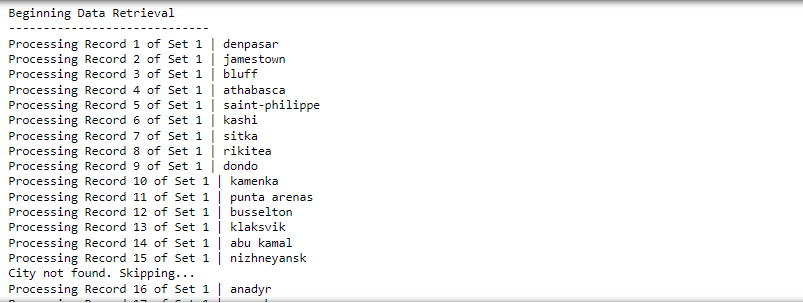 Beginning Data Retrieval
-----------------------------
Processing Record 1 of Set 1 | denpasar
Processing Record 2 of Set 1 | jamestown
Processing Record 3 of Set 1 | bluff
Processing Record 4 of Set 1 | athabasca
Processing Record 5 of Set 1 | saint-philippe
Processing Record 6 of Set 1 | kashi
Processing Record 7 of Set 1 | sitka
Processing Record 8 of Set 1 | rikitea
Processing Record 9 of Set 1 | dondo
Processing Record 10 of Set 1 | kamenka
Processing Record 11 of Set 1 | punta arenas
Processing Record 12 of Set 1 | busselton
Processing Record 13 of Set 1 | klaksvik
Processing Record 14 of Set 1 | abu kamal
Processing Record 15 of Set 1 | nizhneyansk
City not found. Skipping...
Processing Record 16 of Set 1 | anadyr